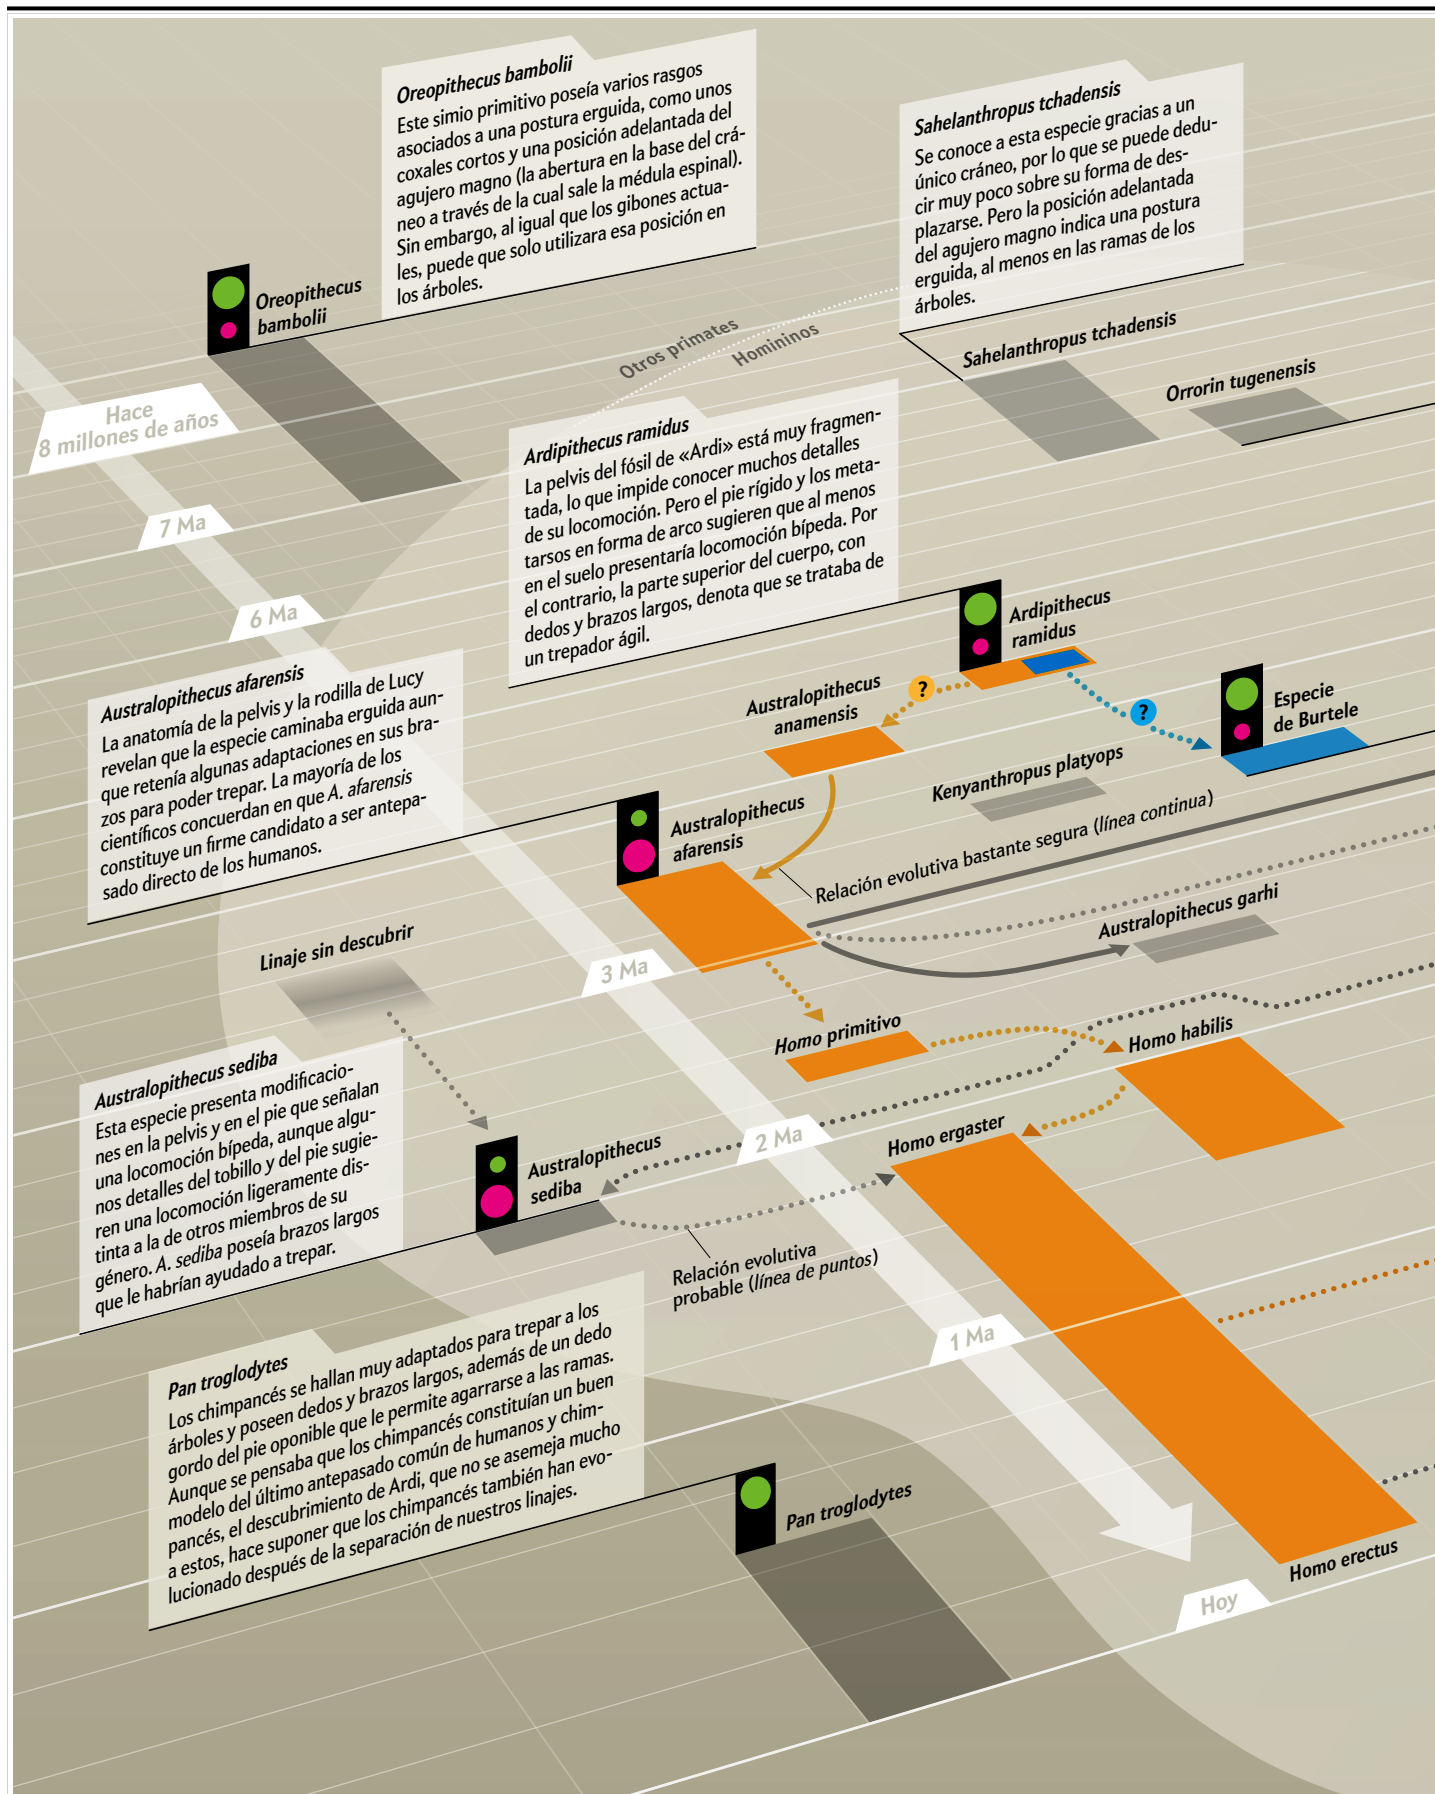 Oreopithecus bambolii
Este simio primitivo poseía varios rasgos
asociados a una postura erguida, como unos
coxales cortos y una posición adelantada del
agujero magno (la abertura en la base del crá-
neo a través de la cual sale la médula espinal).
Sin embargo, al igual que los gibones actua-
les, puede que solo utilizara esa posición en
los árboles.
Sahelanthropus tchadensis
Se conoce a esta especie gracias a un
único cráneo, por lo que se puede dedu-
cir muy poco sobre su forma de des-
plazarse. Pero la posición adelantada
del agujero magno indica una postura
erguida, al menos en las ramas de los
árboles.
Oreopithecus
bambolii
Otros primates
Homininos
Sahelanthropus tchadensis
Orrorin tugenensis
Hace
8 millones de años
Ardipithecus ramidus
La pelvis del fósil de «Ardi» está muy fragmen-
tada, lo que impide conocer muchos detalles
de su locomoción. Pero el pie rígido y los meta-
tarsos en forma de arco sugieren que al menos
en el suelo presentaría locomoción bípeda. Por
el contrario, la parte superior del cuerpo, con
dedos y brazos largos, denota que se trataba de
un trepador ágil.
7 Ma
6 Ma
Ardipithecus
ramidus
?
?
Australopithecus
anamensis
Especie
de Burtele
Australopithecus afarensis
La anatomía de la pelvis y la rodilla de Lucy
revelan que la especie caminaba erguida aun-
que retenía algunas adaptaciones en sus bra-
zos para poder trepar. La mayoría de los
científicos concuerdan en que A. afarensis
constituye un firme candidato a ser antepa-
sado directo de los humanos.
Kenyanthropus platyops
Australopithecus
afarensis
Relación evolutiva bastante segura (línea continua)
Australopithecus garhi
Linaje sin descubrir
3 Ma
Homo primitivo
Homo habilis
Australopithecus sediba
Esta especie presenta modificacio-
nes en la pelvis y en el pie que señalan
una locomoción bípeda, aunque algu-
nos detalles del tobillo y del pie sugie-
ren una locomoción ligeramente dis-
tinta a la de otros miembros de su
género. A. sediba poseía brazos largos
que le habrían ayudado a trepar.
Australopithecus
sediba
2 Ma
Homo ergaster
Relación evolutiva
probable (línea de puntos)
1 Ma
Pan troglodytes
Los chimpancés se hallan muy adaptados para trepar a los
árboles y poseen dedos y brazos largos, además de un dedo
gordo del pie oponible que le permite agarrarse a las ramas.
Aunque se pensaba que los chimpancés constituían un buen
modelo del último antepasado común de humanos y chim-
pancés, el descubrimiento de Ardi, que no se asemeja mucho
a estos, hace suponer que los chimpancés también han evo-
lucionado después de la separación de nuestros linajes.
Pan troglodytes
Homo erectus
Hoy